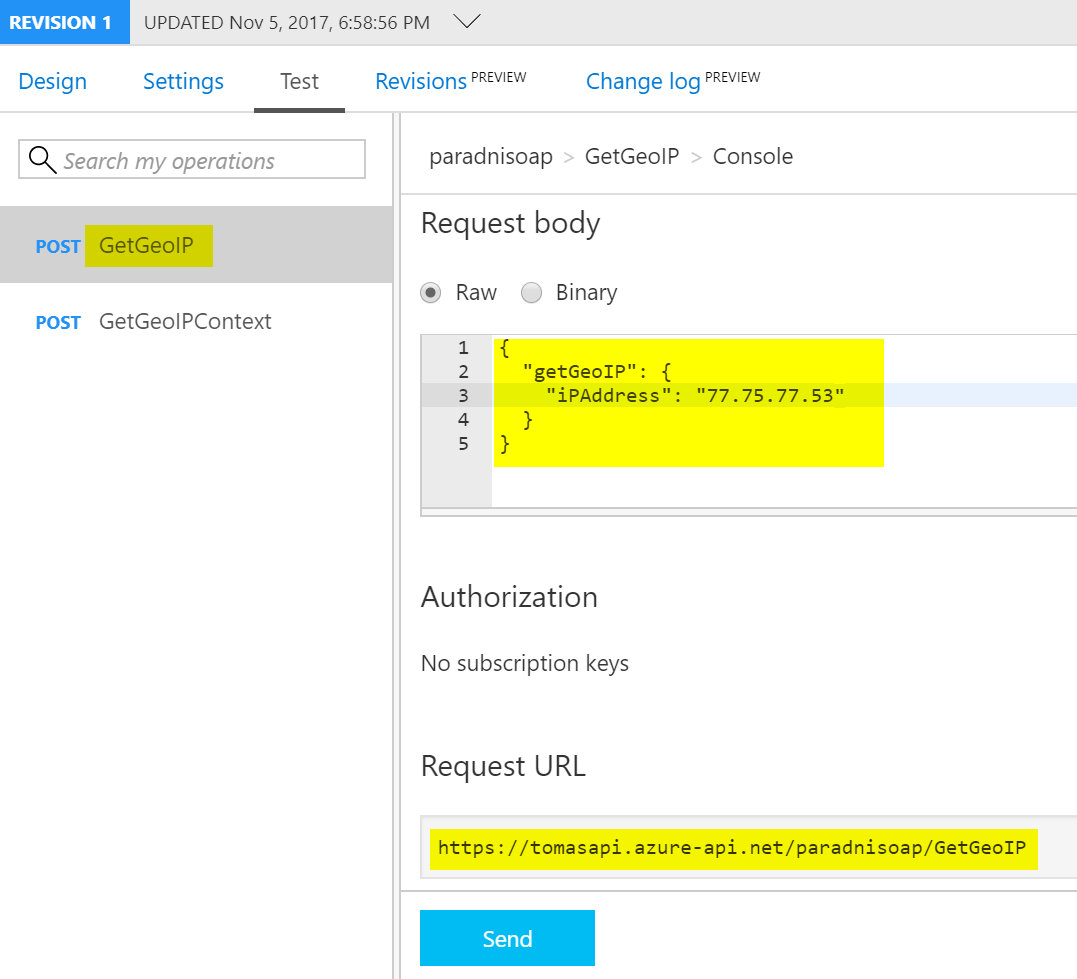 REVISION 1 UPDATED Nov 5, 2017, 6:58:56 PM
Design Settings Test Revisions PREVIEW Change log PREVIEW
Search my operations
POST GetGeoIP
POST GetGeoIPContext
paradnisoap > GetGeoIP > Console
Request body
Raw Binary
1 {
2 "getGeoIP": {
3 "iPAddress": "77.75.77.53"
4 }
5 }
Authorization
No subscription keys
Request URL
https://tomasapi.azure-api.net/paradnisoap/GetGeoIP
Send